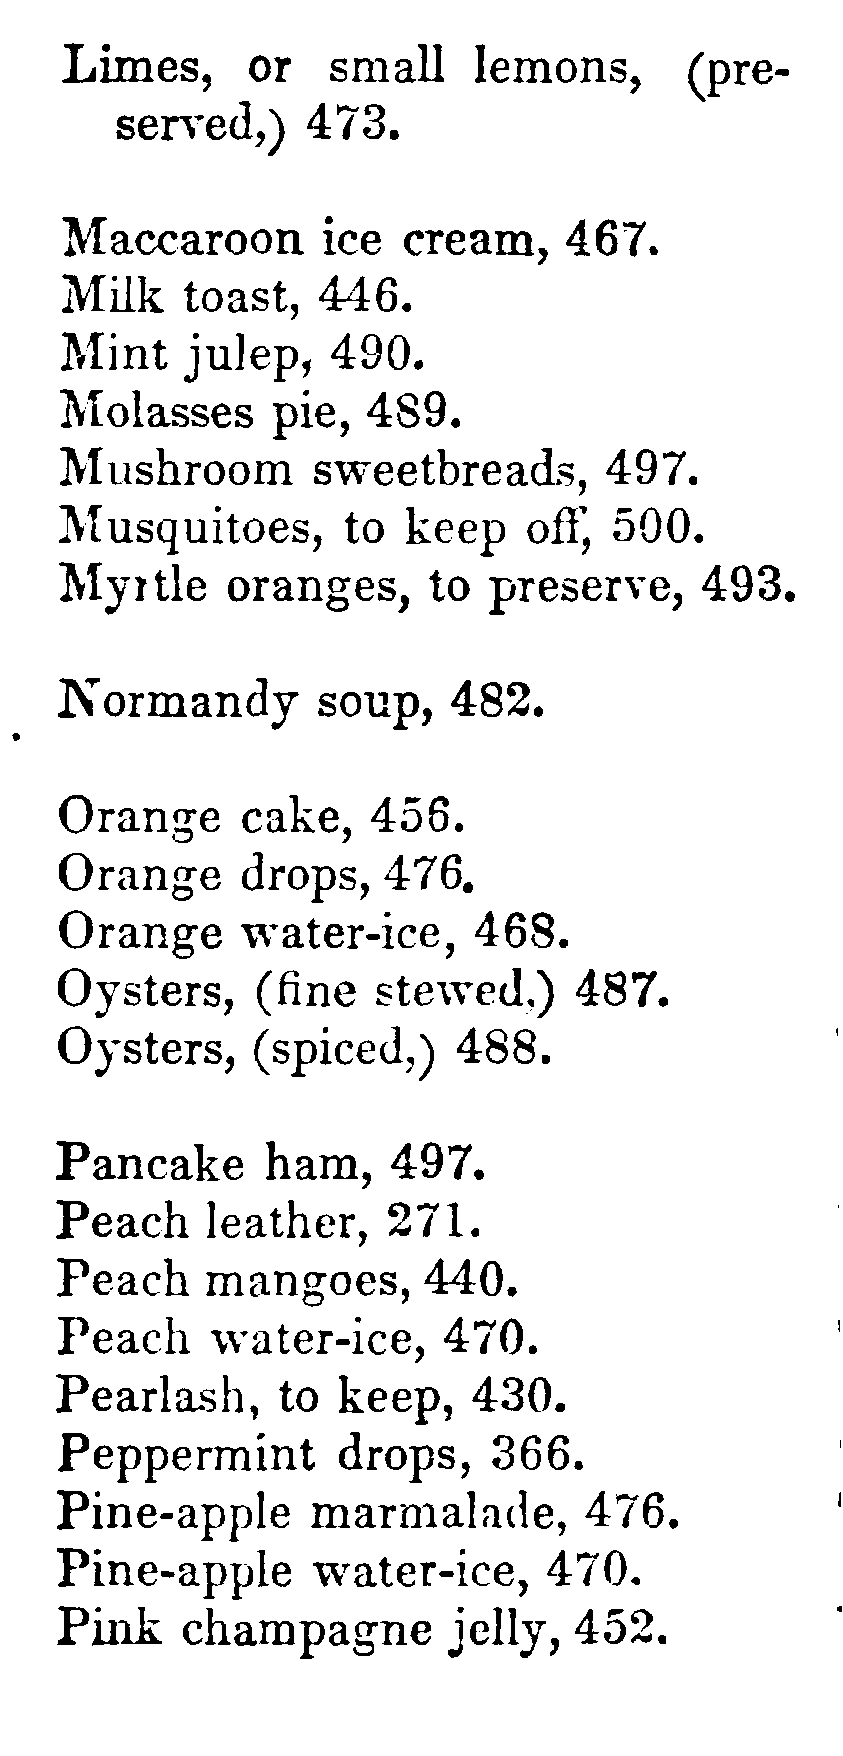 Limes, or small lemons, (pre-
served,) 473.
Maccaroon ice cream, 467.
Milk toast, 446.
Mint julep, 490.
Molasses pie, 489.
Mushroom sweetbreads, 497.
Musquitoes, to keep off, 500.
Myrtle oranges, to preserve, 493.
Normandy soup, 482.
Orange cake, 456.
Orange drops, 476.
Orange water-ice, 468.
Oysters, (fine stewed,) 487.
Oysters, (spiced,) 488.
Pancake ham, 497.
Peach leather, 271.
Peach mangoes, 440.
Peach water-ice, 470.
Pearlash, to keep, 430.
Peppermint drops, 366.
Pine-apple marmalade, 476.
Pine-apple water-ice, 470.
Pink champagne jelly, 452.